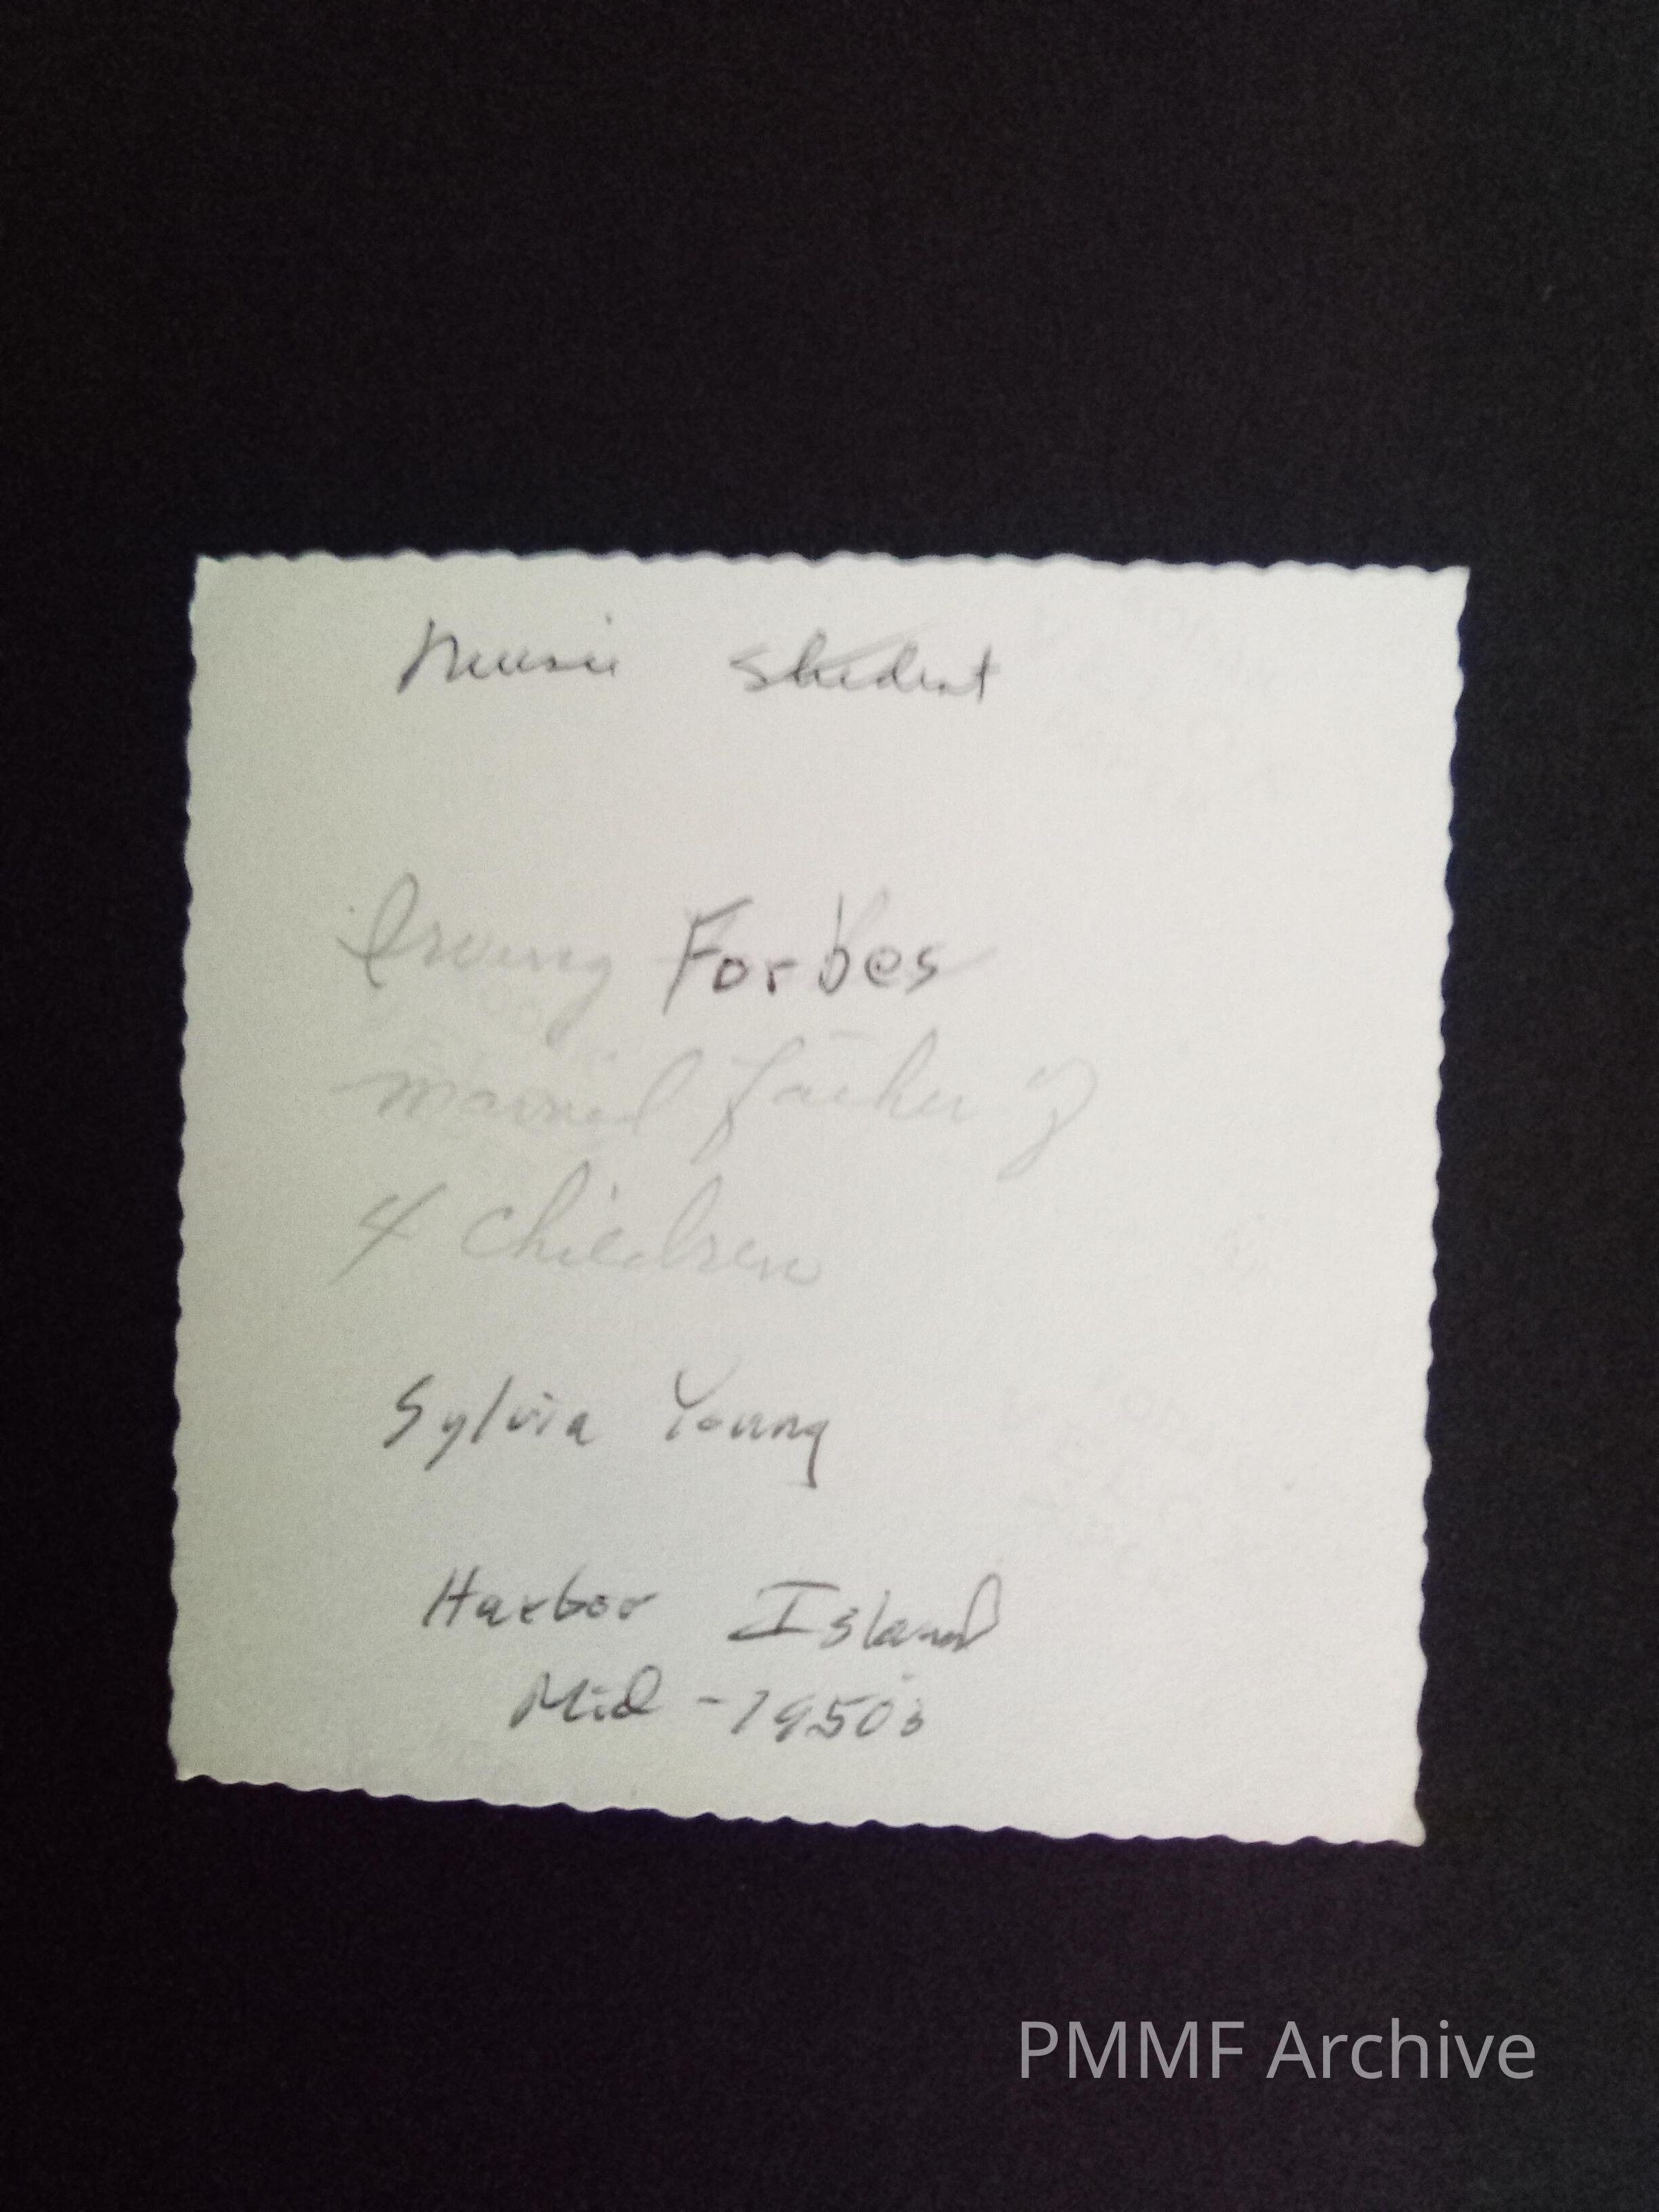 Music Student
Irving Forbes
married father of
4 children
Sylvia Young
Harbor Island
Mid - 1950s
PMMF Archive